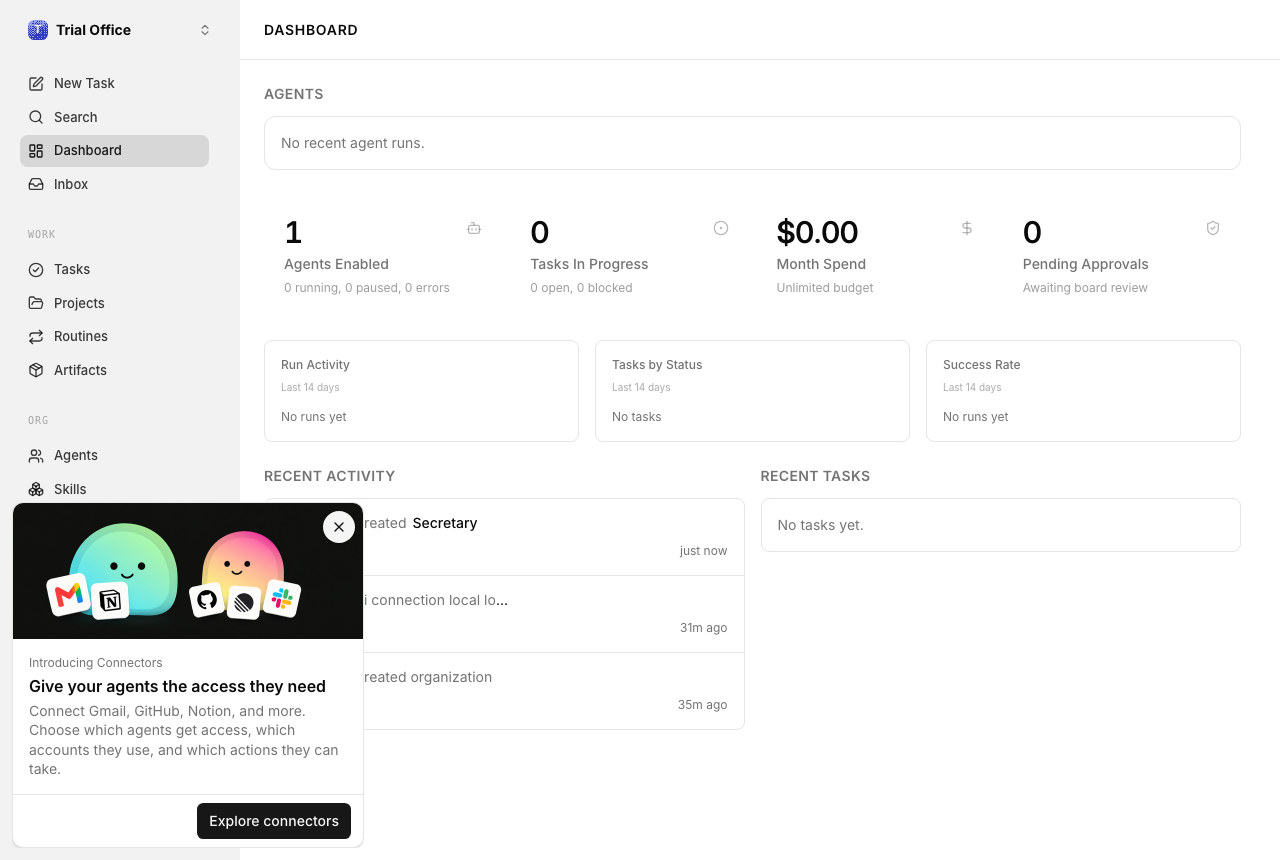 Trial Office
New Task
Search
Dashboard
Inbox
WORK
Tasks
Projects
Routines
Artifacts
ORG
Agents
Skills
Introducing Connectors
Give your agents the access they need
Connect Gmail, GitHub, Notion, and more.
Choose which agents get access, which
accounts they use, and which actions they can
take.
Explore connectors
DASHBOARD
AGENTS
No recent agent runs.
1
Agents Enabled
0 running, 0 paused, 0 errors
0
Tasks In Progress
0 open, 0 blocked
$0.00
Month Spend
Unlimited budget
0
Pending Approvals
Awaiting board review
Run Activity
Last 14 days
No runs yet
Tasks by Status
Last 14 days
No tasks
Success Rate
Last 14 days
No runs yet
RECENT ACTIVITY
reated Secretary
just now
i connection local lo...
31m ago
reated organization
35m ago
RECENT TASKS
No tasks yet.